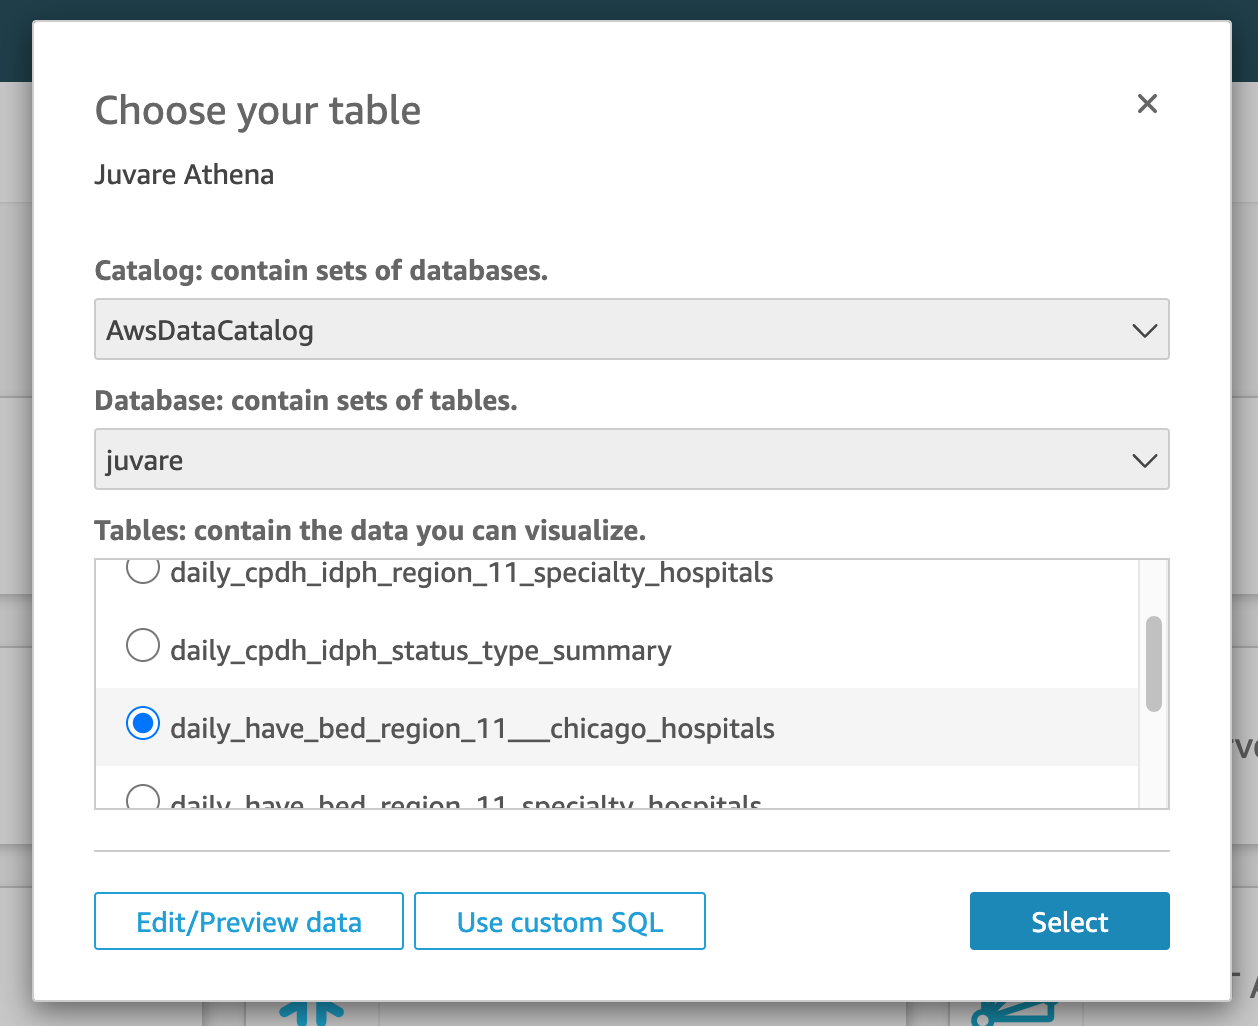 Choose your table
Juvare Athena
Catalog: contain sets of databases.
AwsDataCatalog
Database: contain sets of tables.
juvare
Tables: contain the data you can visualize.
daily_cpdh_idph_region_11_specialty_hospitals
daily_cpdh_idph_status_type_summary
daily_have_bed_region_11___chicago_hospitals
daily_have_bed_region_11_specialty_hospitals
Edit/Preview data
Use custom SQL
Select